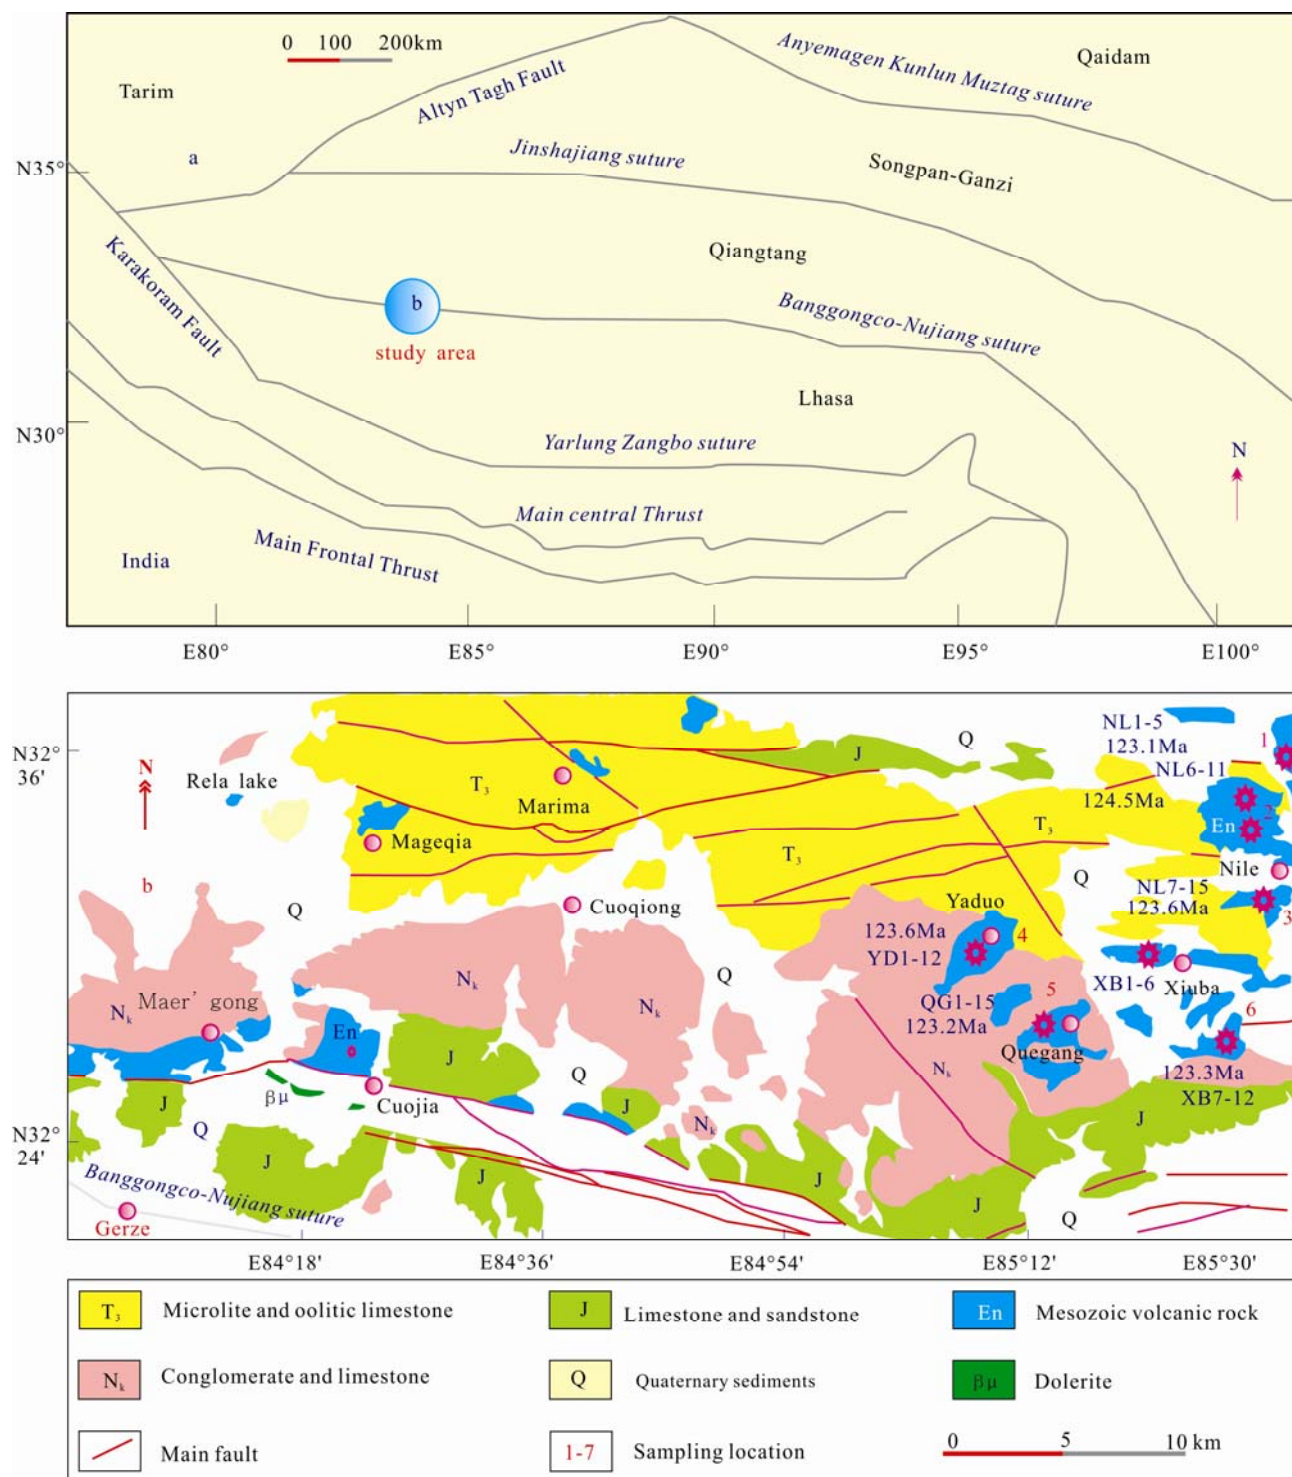 0 100 200km
Anyemagen Kunlun Muztag suture
Qaidam
Tarim
Altyn Tagh Fault
a
Jinshajiang suture
Songpan-Ganzi
N35°
Karakoram Fault
Qiangtang
b
study area
Banggongco-Nujiang suture
Lhasa
N30°
Yarlung Zangbo suture
N
Main central Thrust
Main Frontal Thrust
India
E80° E85° E90° E95° E100°
N32°
36'
N
Rela lake
T₃
Marima
J
Q
NL1-5
123.1Ma
1
NL6-11
124.5Ma
2
En
Mageqia
T₃
T₃
Q
Nile
b
Q
Cuoqiong
Yaduo
NL7-15
123.6Ma
3
123.6Ma
4
YD1-12
Maer' gong
Nₖ
Nₖ
Nₖ
Q
XB1-6
Xiuba
QG1-15
5
123.2Ma
6
En
Quegang
J
Q
Nₖ
123.3Ma
XB7-12
βμ
Cuojia
J
J
Nₖ
J
N32°
24'
Q
J
J
J
J
Banggongco-Nujiang suture
Gerze
Q
E84°18' E84°36' E84°54' E85°12' E85°30'
T₃ Microlite and oolitic limestone
J Limestone and sandstone
En Mesozoic volcanic rock
Nₖ Conglomerate and limestone
Q Quaternary sediments
βμ Dolerite
Main fault
1-7 Sampling location
0 5 10 km